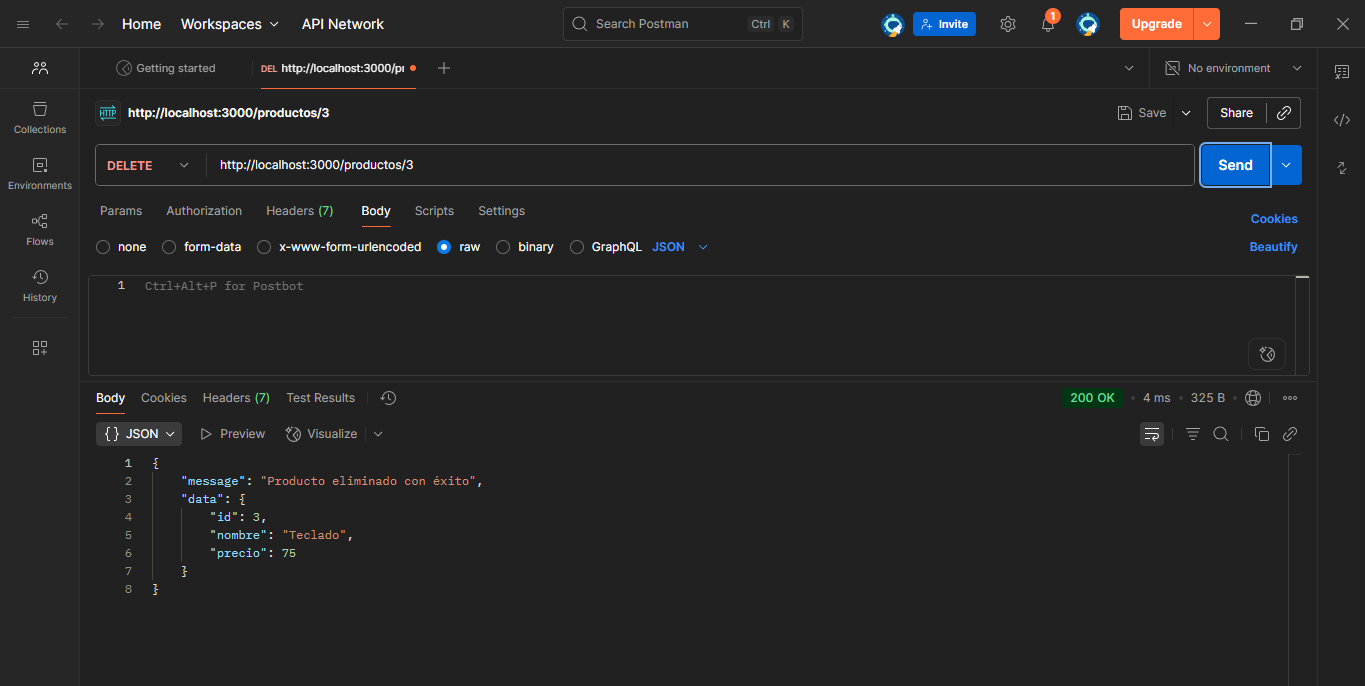 Home Workspaces API Network Search Postman Ctrl K Invite 1 Upgrade
Getting started DEL http://localhost:3000/pr No environment
HTTP http://localhost:3000/productos/3 Save Share
Collections
DELETE http://localhost:3000/productos/3 Send
Environments
Params Authorization Headers (7) Body Scripts Settings Cookies
Flows
none form-data x-www-form-urlencoded raw binary GraphQL JSON Beautify
History
1 Ctrl+Alt+P for Postbot
Body Cookies Headers (7) Test Results 200 OK • 4 ms • 325 B •
{} JSON Preview Visualize
1 {
2 "message": "Producto eliminado con éxito",
3 "data": {
4 "id": 3,
5 "nombre": "Teclado",
6 "precio": 75
7 }
8 }